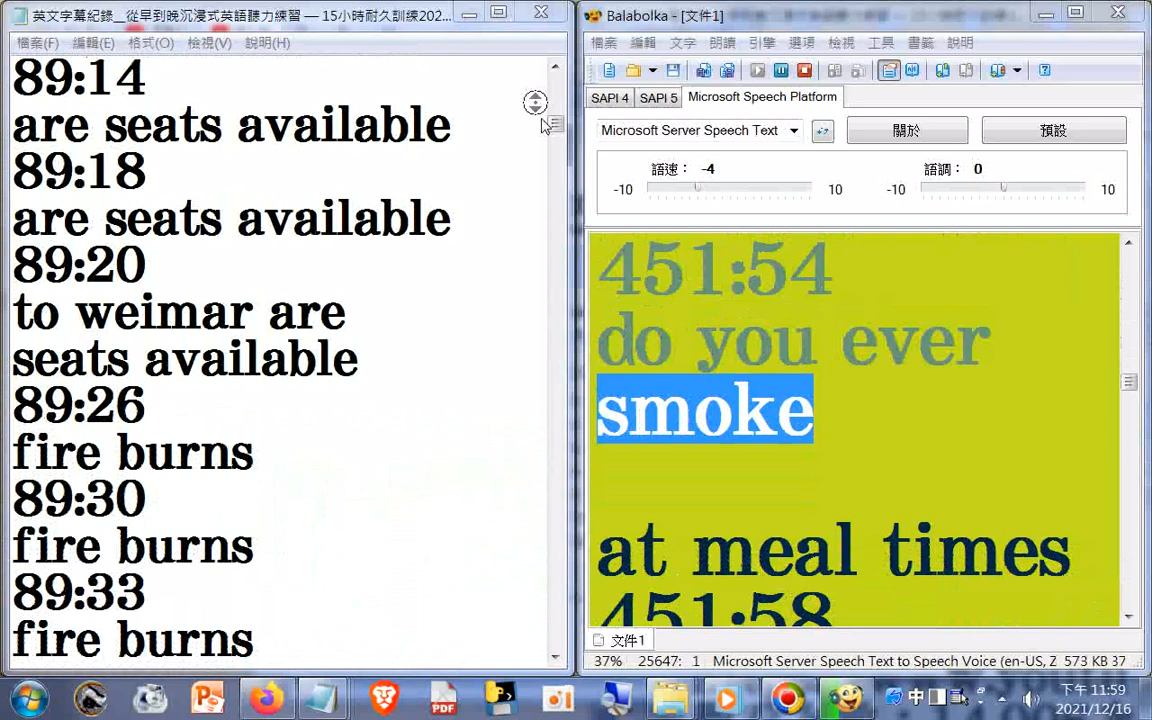 英文字幕紀錄__從早到晚沉浸式英語聽力練習 — 15小時耐久訓練202...
檔案(F) 編輯(E) 格式(O) 檢視(V) 說明(H)
89:14
are seats available
89:18
are seats available
89:20
to weimar are
seats available
89:26
fire burns
89:30
fire burns
89:33
fire burns
Balabolka - [文件1]
檔案 編輯 文字 朗讀 引擎 選項 檢視 工具 書籤 說明
SAPI 4 SAPI 5 Microsoft Speech Platform
Microsoft Server Speech Text 關於 預設
語速： -4 語調： 0
-10 10 -10 10
451:54
do you ever
smoke
at meal times
451:58
文件1
37% 25647: 1 Microsoft Server Speech Text to Speech Voice (en-US, Z 573 KB 37
PDF
中
下午 11:59
2021/12/16